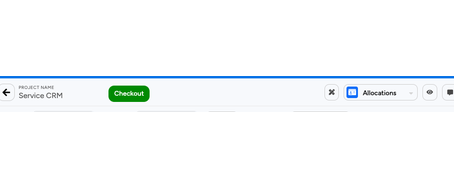 PROJECT NAME
Service CRM
Checkout
Allocations